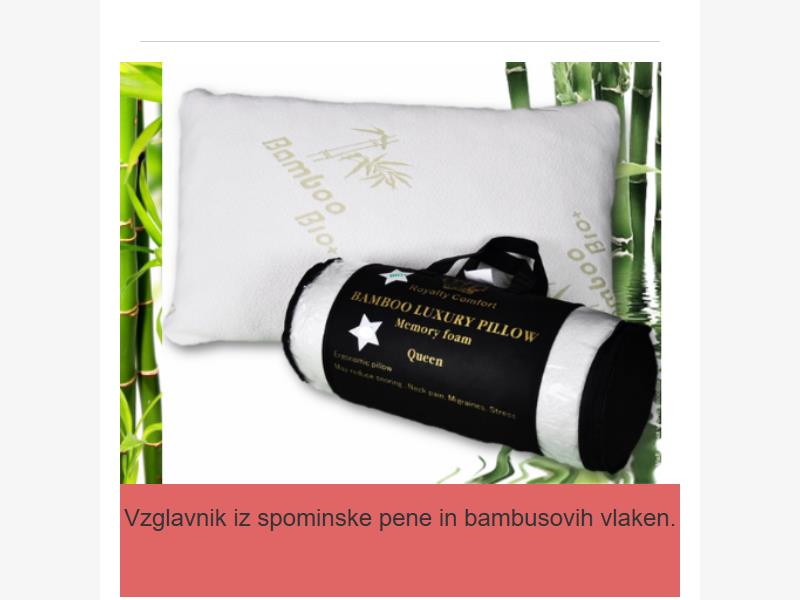 Bamboo
Bio+
Bamboo
Bio+
BIO
Royalty Comfort
BAMBOO LUXURY PILLOW
Memory foam
Queen
Ergonomic pillow
May reduce snoring, Neck pain, Migraines, Stress
Vzglavnik iz spominske pene in bambusovih vlaken.